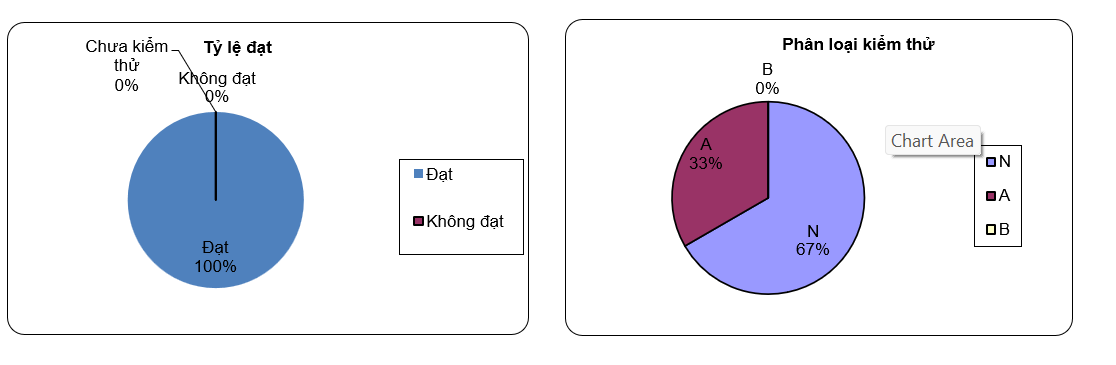 Tỷ lệ đạt
Chưa kiểm
thử
0%
Không đạt
0%
Đạt
100%
Đạt
Không đạt
Phân loại kiểm thử
B
0%
A
33%
N
67%
Chart Area
N
A
B